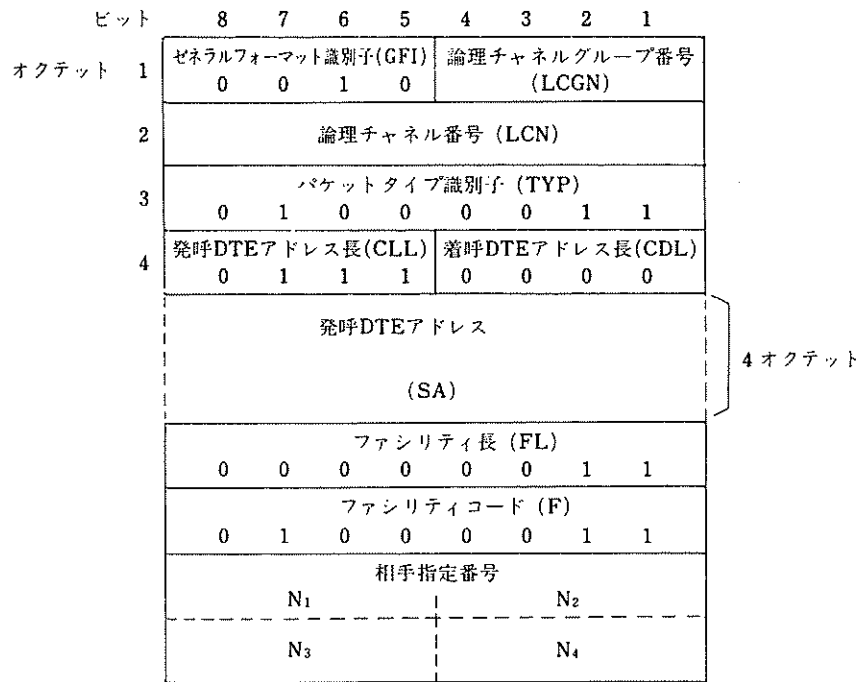 ビット 8 7 6 5 4 3 2 1
オクテット 1
ゼネラルフォーマット識別子(GFI)
0 0 1 0
論理チャネルグループ番号
(LCGN)
2
論理チャネル番号 (LCN)
3
パケットタイプ識別子 (TYP)
0 1 0 0 0 0 1 1
4
発呼DTEアドレス長(CLL)
0 1 1 1
着呼DTEアドレス長(CDL)
0 0 0 0
発呼DTEアドレス
(SA)
4オクテット
ファシリティ長 (FL)
0 0 0 0 0 0 1 1
ファシリティコード (F)
0 1 0 0 0 0 1 1
相手指定番号
N₁ N₂
N₃ N₄